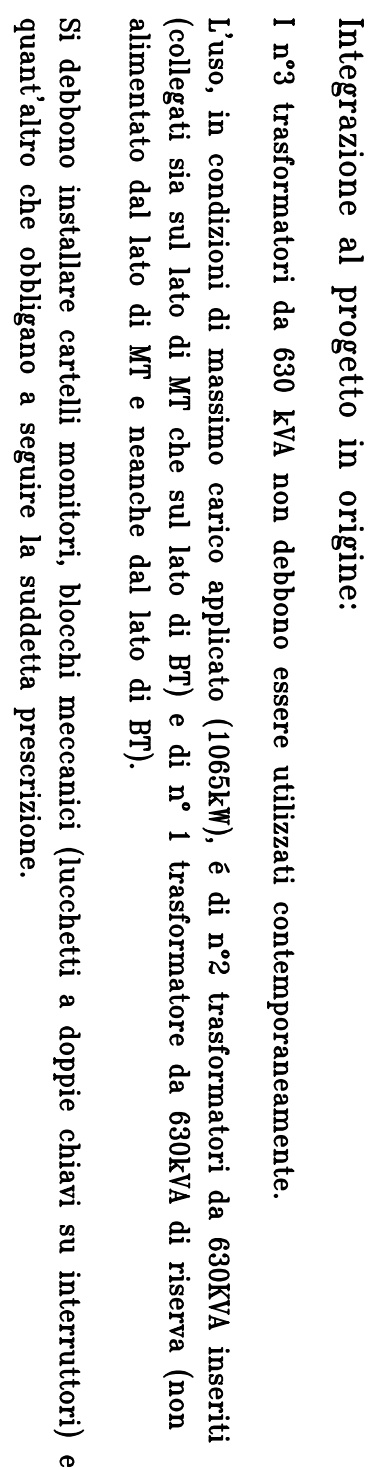 Integrazione al progetto in origine:
I n°3 trasformatori da 630 kVA non debbono essere utilizzati contemporaneamente.
L'uso, in condizioni di massimo carico applicato (1065kW), é di n°2 trasformatori da 630KVA inseriti
(collegati sia sul lato di MT che sul lato di BT) e di n° 1 trasformatore da 630kVA di riserva (non
alimentato dal lato di MT e neanche dal lato di BT).
Si debbono installare cartelli monitori, blocchi meccanici (lucchetti a doppie chiavi su interruttori) e
quant'altro che obbligano a seguire la suddetta prescrizione.